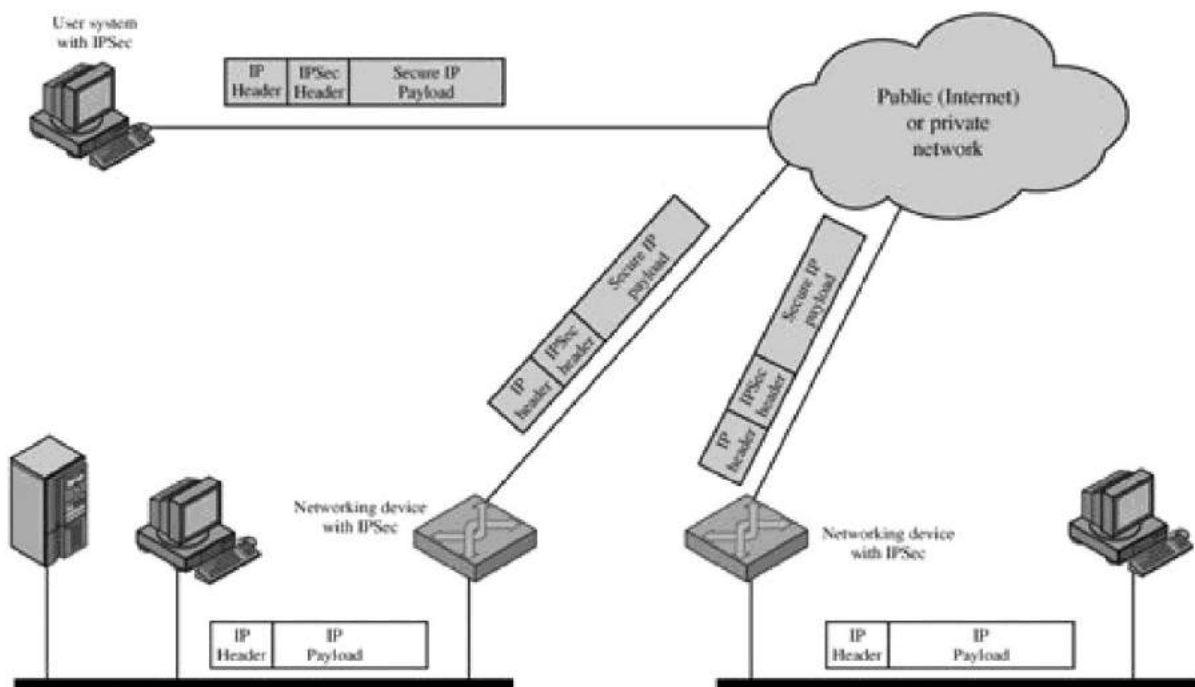 User system
with IPSec
IP
Header
IPSec
Header
Secure IP
Payload
Public (Internet)
or private
network
Secure IP
payload
IPSec
header
IP
header
Secure IP
payload
IPSec
header
IP
header
Networking device
with IPSec
Networking device
with IPSec
IP
Header
IP
Payload
IP
Header
IP
Payload